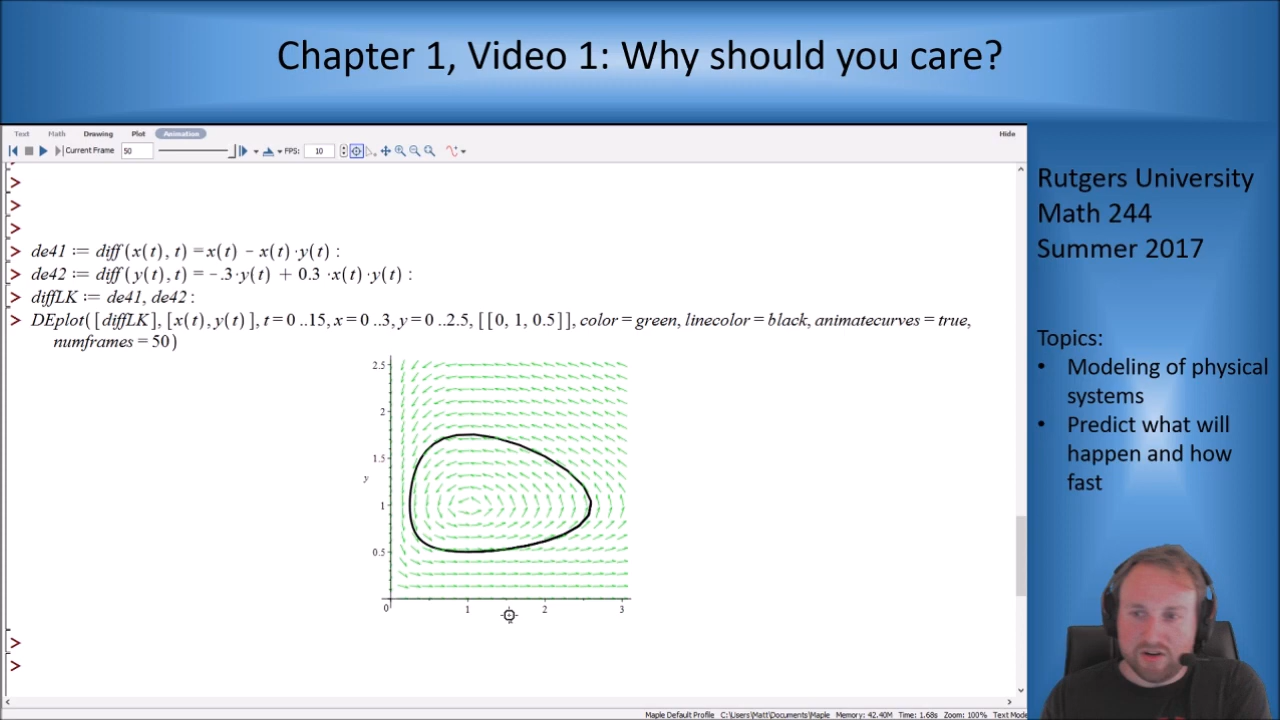 Chapter 1, Video 1: Why should you care?
Text Math Drawing Plot Animation Hide
Current Frame 50 FPS: 10
>
>
>
> de41 := diff(x(t), t) = x(t) − x(t)·y(t) :
> de42 := diff(y(t), t) = −.3·y(t) + 0.3·x(t)·y(t) :
> diffLK := de41, de42 :
> DEplot([diffLK], [x(t), y(t)], t = 0 ..15, x = 0 ..3, y = 0 ..2.5, [[0, 1, 0.5]], color = green, linecolor = black, animatecurves = true,
numframes = 50)
2.5
2
1.5
y
1
0.5
0 1 2 3
>
>
Maple Default Profile C:\Users\Matt\Documents\Maple Memory: 42.40M Time: 1.68s Zoom: 100% Text Mode
Rutgers University
Math 244
Summer 2017
Topics:
• Modeling of physical
systems
• Predict what will
happen and how
fast